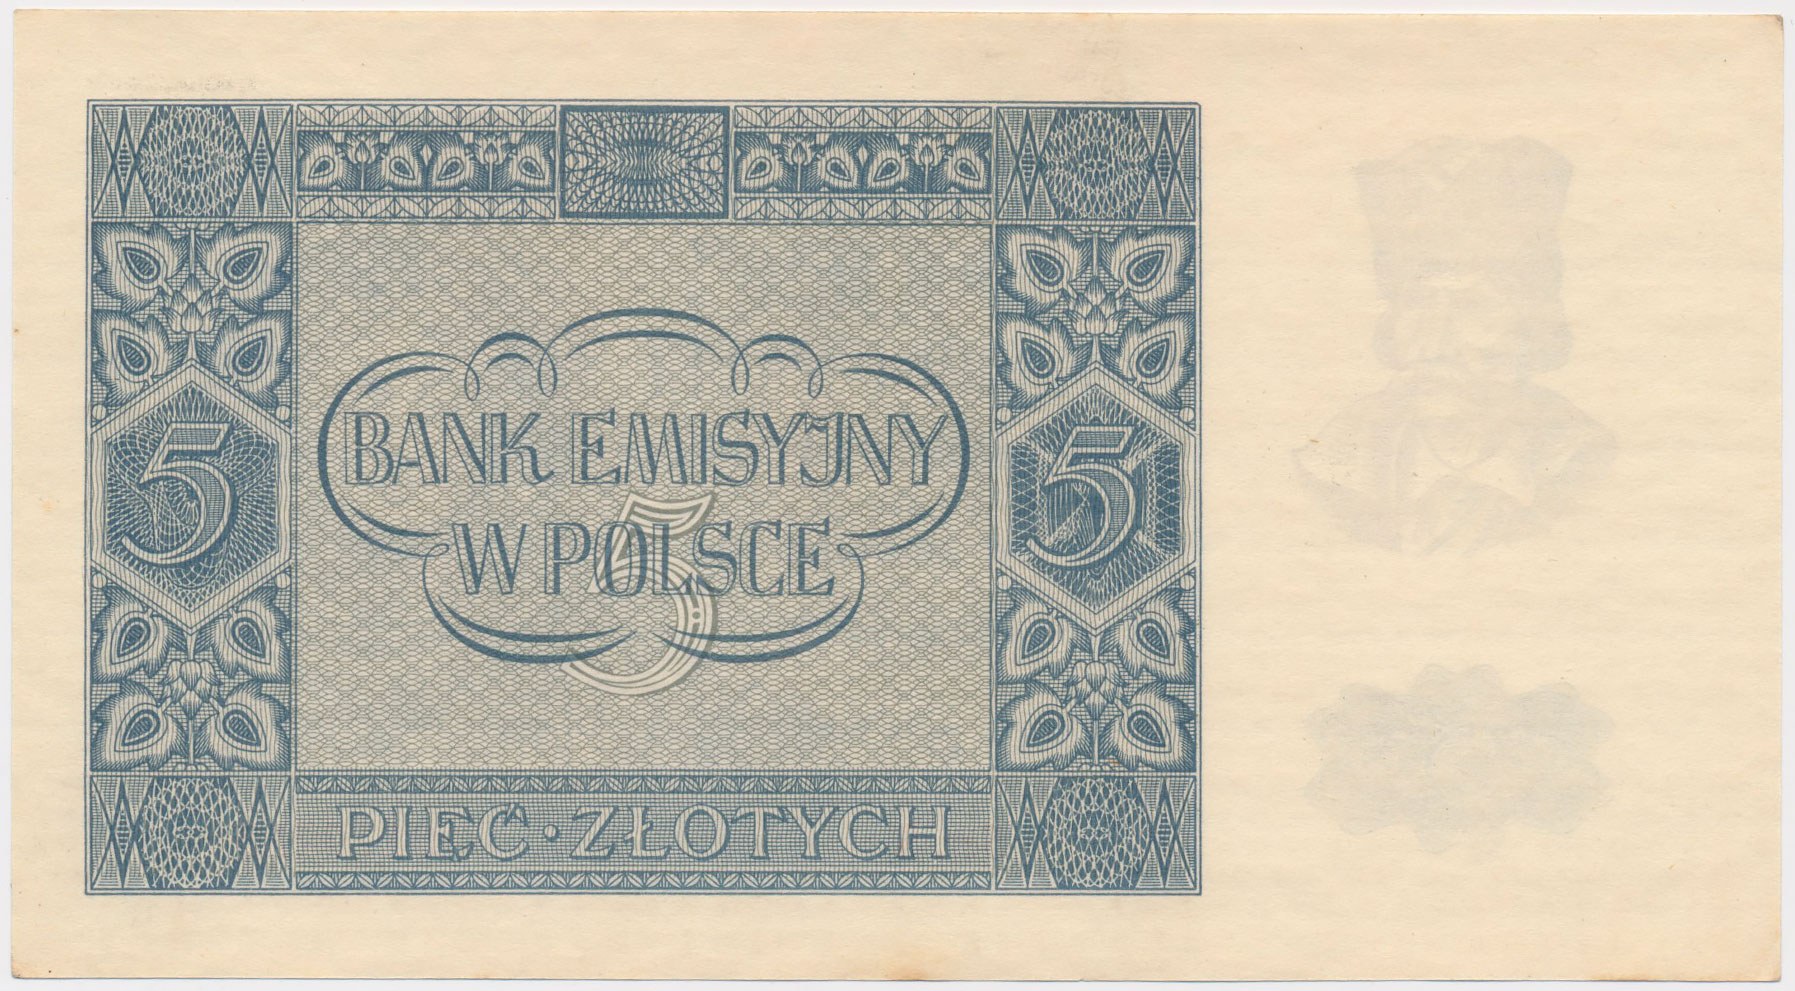 BANK EMISYJNY
W POLSCE
5
5
5
PIĘĆ • ZŁOTYCH